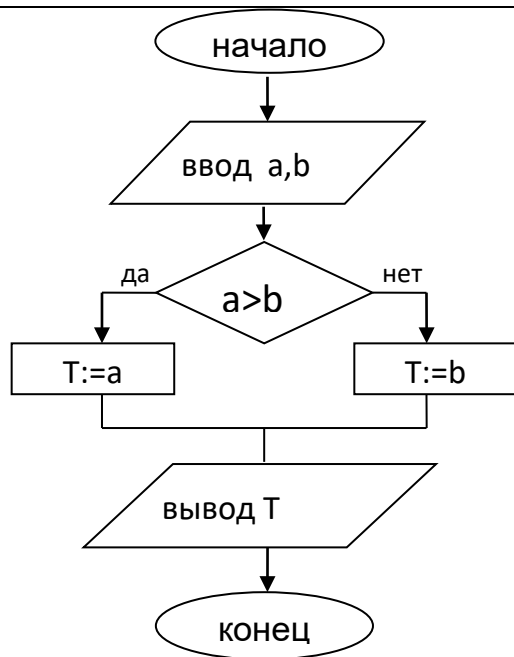 начало
ввод a,b
да
нет
a>b
T:=a
T:=b
вывод T
конец